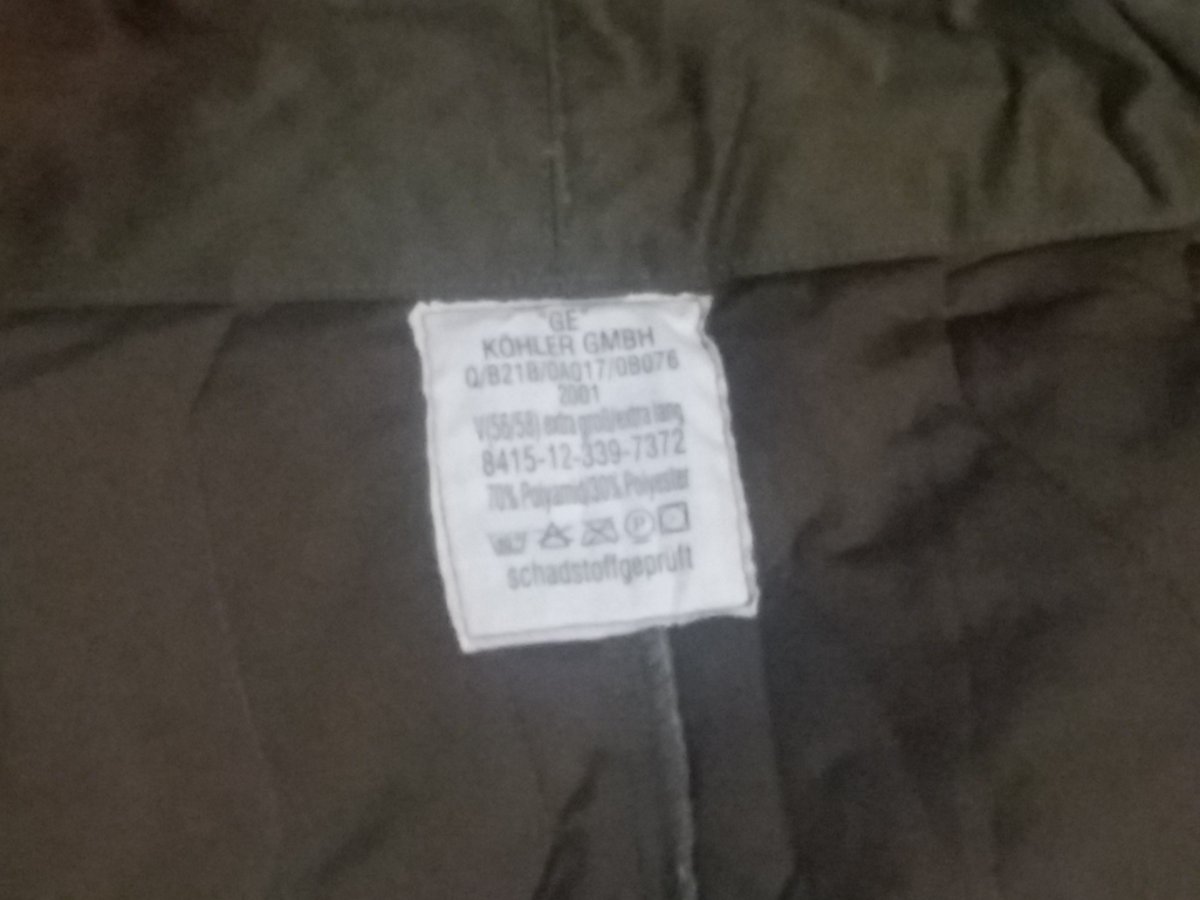 "GE"
KÖHLER GMBH
Q/B21B/0A017/0B076
2001
V(56/58) extra groß/extra lang
8415-12-339-7372
70% Polyamid/30% Polyester
schadstoffgeprüft